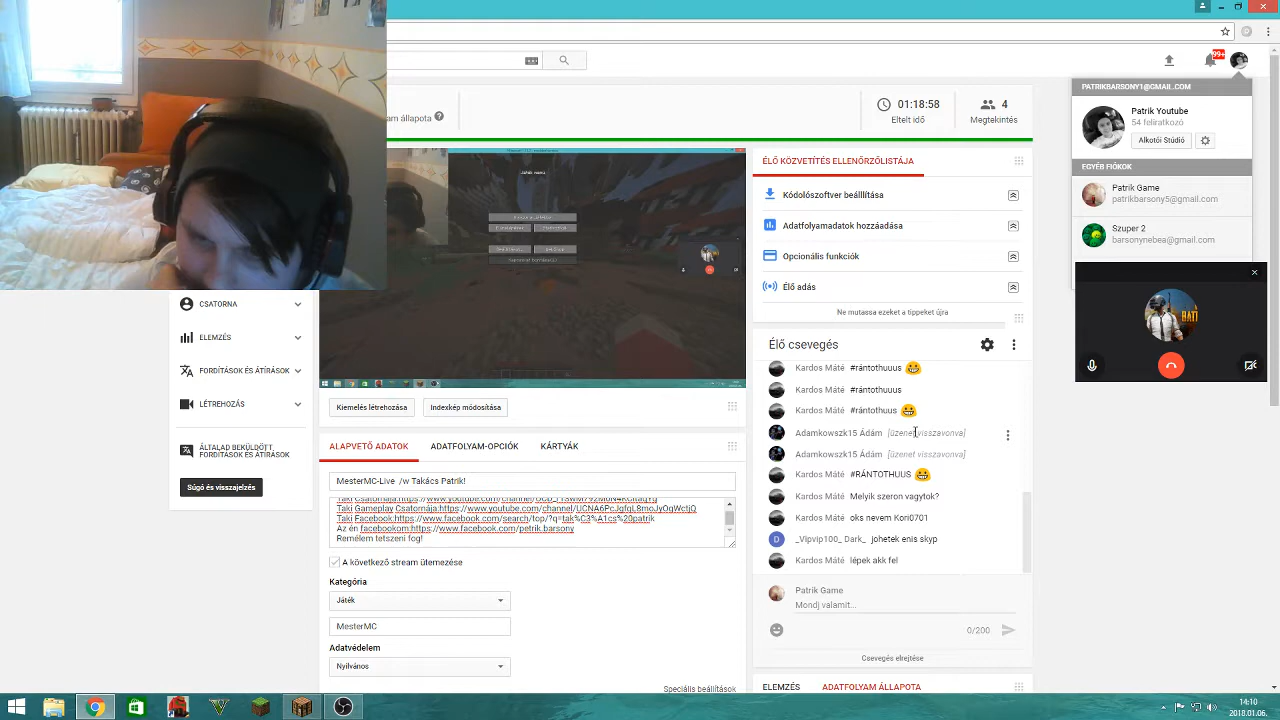 99+
PATRIKBARSONY1@GMAIL.COM
Patrik Youtube
54 feliratkozó
Alkotói Stúdió
EGYÉB FIÓKOK
Patrik Game
patrikbarsony5@gmail.com
Szuper 2
barsonynebea@gmail.com
am állapota
01:18:58
Eltelt idő
4
Megtekintés
ÉLŐ KÖZVETÍTÉS ELLENŐRZŐLISTÁJA
Kódolószoftver beállítása
Adatfolyamadatok hozzáadása
Opcionális funkciók
Élő adás
Ne mutassa ezeket a tippeket újra
CSATORNA
ELEMZÉS
FORDÍTÁSOK ÉS ÁTÍRÁSOK
LÉTREHOZÁS
ÁLTALAD BEKÜLDÖTT
FORDÍTÁSOK ÉS ÁTÍRÁSOK
Súgó és visszajelzés
Kiemelés létrehozása
Indexkép módosítása
ALAPVETŐ ADATOK
ADATFOLYAM-OPCIÓK
KÁRTYÁK
MesterMC-Live /w Takács Patrik!
Taki Gameplay Csatornája:https://www.youtube.com/channel/UCNA6PcJgfgL8moJyOqWctjQ
Taki Facebook:https://www.facebook.com/search/top/?q=tak%C3%A1cs%20patrik
Az én facebookom:https://www.facebook.com/petrik.barsony
Remélem tetszeni fog!
A következő stream ütemezése
Kategória
Játék
MesterMC
Adatvédelem
Nyilvános
Speciális beállítások
Élő csevegés
Kardos Máté #rántothuuus
Kardos Máté #rántothuuus
Kardos Máté #rántothuus
Adamkowszk15 Ádám [üzenet visszavonva]
Adamkowszk15 Ádám [üzenet visszavonva]
Kardos Máté #RÁNTOTHUUS
Kardos Máté Melyik szeron vagytok?
Kardos Máté oks nevem Kori0701
D _Vipvip100_ Dark_ johetek enis skyp
Kardos Máté lépek akk fel
Patrik Game
Mondj valamit...
0/200
Csevegés elrejtése
ELEMZÉS
ADATFOLYAM ÁLLAPOTA
14:10
2018.01.06.